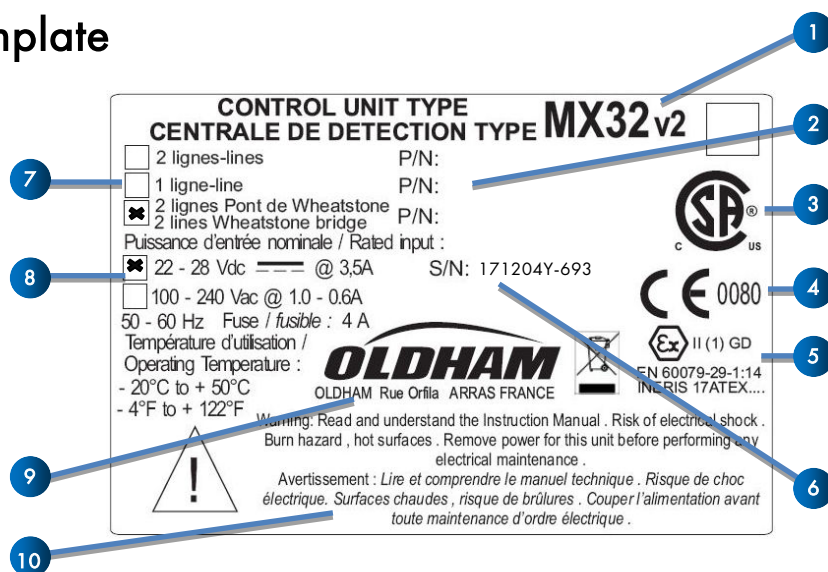 nplate
1
CONTROL UNIT TYPE
CENTRALE DE DETECTION TYPE MX32 v2
2
2 lignes-lines P/N:
1 ligne-line P/N:
7
2 lignes Pont de Wheatstone
2 lines Wheatstone bridge P/N:
3
CSA ®
C US
Puissance d'entrée nominale / Rated input :
8
22 - 28 Vdc @ 3,5A S/N: 171204Y-693
100 - 240 Vac @ 1.0 - 0.6A
CE 0080
4
50 - 60 Hz Fuse / fusible : 4 A
Température d'utilisation /
Operating Temperature :
- 20°C to + 50°C
- 4°F to + 122°F
OLDHAM
OLDHAM Rue Orfila ARRAS FRANCE
Ex II (1) GD
5
EN 60079-29-1:14
INERIS 17ATEX....
Warning: Read and understand the Instruction Manual . Risk of electrical shock .
Burn hazard , hot surfaces . Remove power for this unit before performing any
electrical maintenance .
9
6
!
Avertissement : Lire et comprendre le manuel technique . Risque de choc
électrique. Surfaces chaudes , risque de brûlures . Couper l'alimentation avant
toute maintenance d'ordre électrique .
10